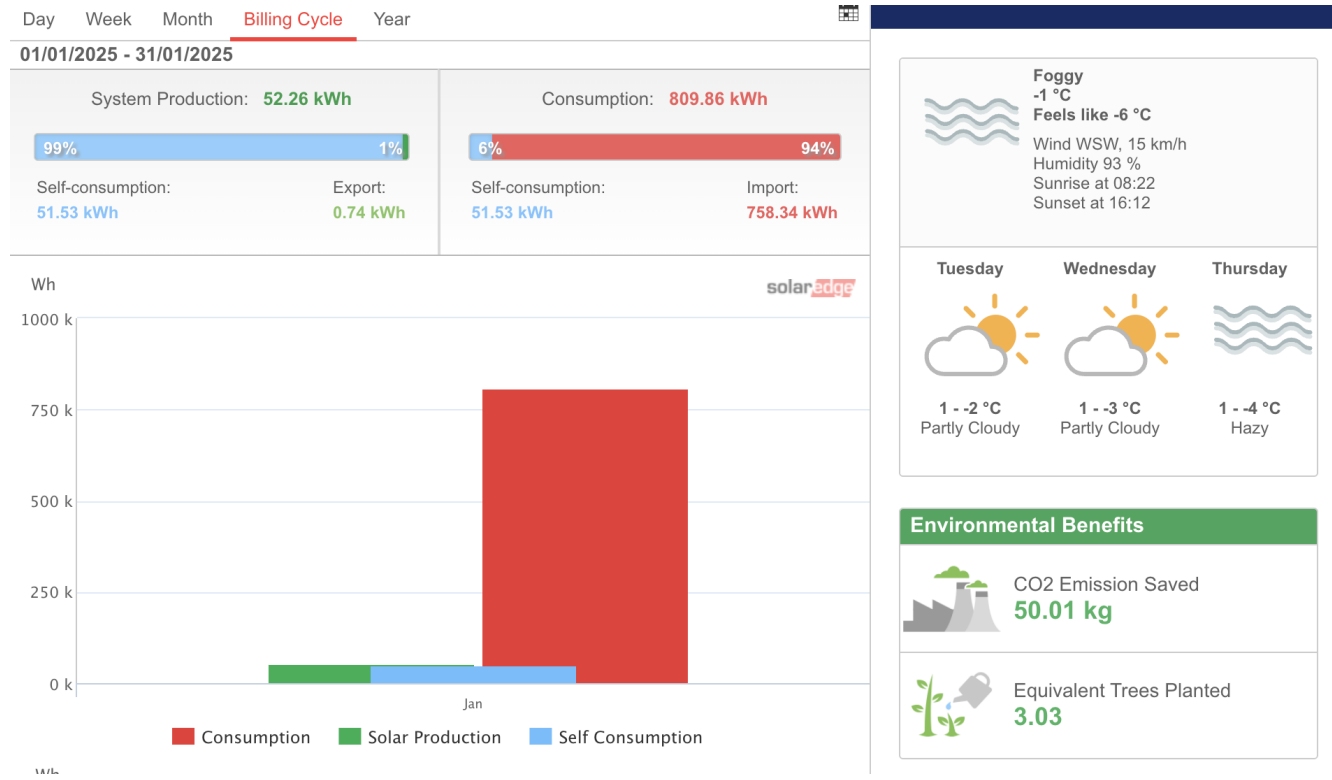 Day Week Month Billing Cycle Year
01/01/2025 - 31/01/2025
System Production: 52.26 kWh
99% 1%
Self-consumption: Export:
51.53 kWh 0.74 kWh
Consumption: 809.86 kWh
6% 94%
Self-consumption: Import:
51.53 kWh 758.34 kWh
Wh
solaredge
1000 k
750 k
500 k
250 k
0 k
Jan
Consumption Solar Production Self Consumption
Wh
Foggy
-1 °C
Feels like -6 °C
Wind WSW, 15 km/h
Humidity 93 %
Sunrise at 08:22
Sunset at 16:12
Tuesday Wednesday Thursday
1 - -2 °C 1 - -3 °C 1 - -4 °C
Partly Cloudy Partly Cloudy Hazy
Environmental Benefits
CO2 Emission Saved
50.01 kg
Equivalent Trees Planted
3.03